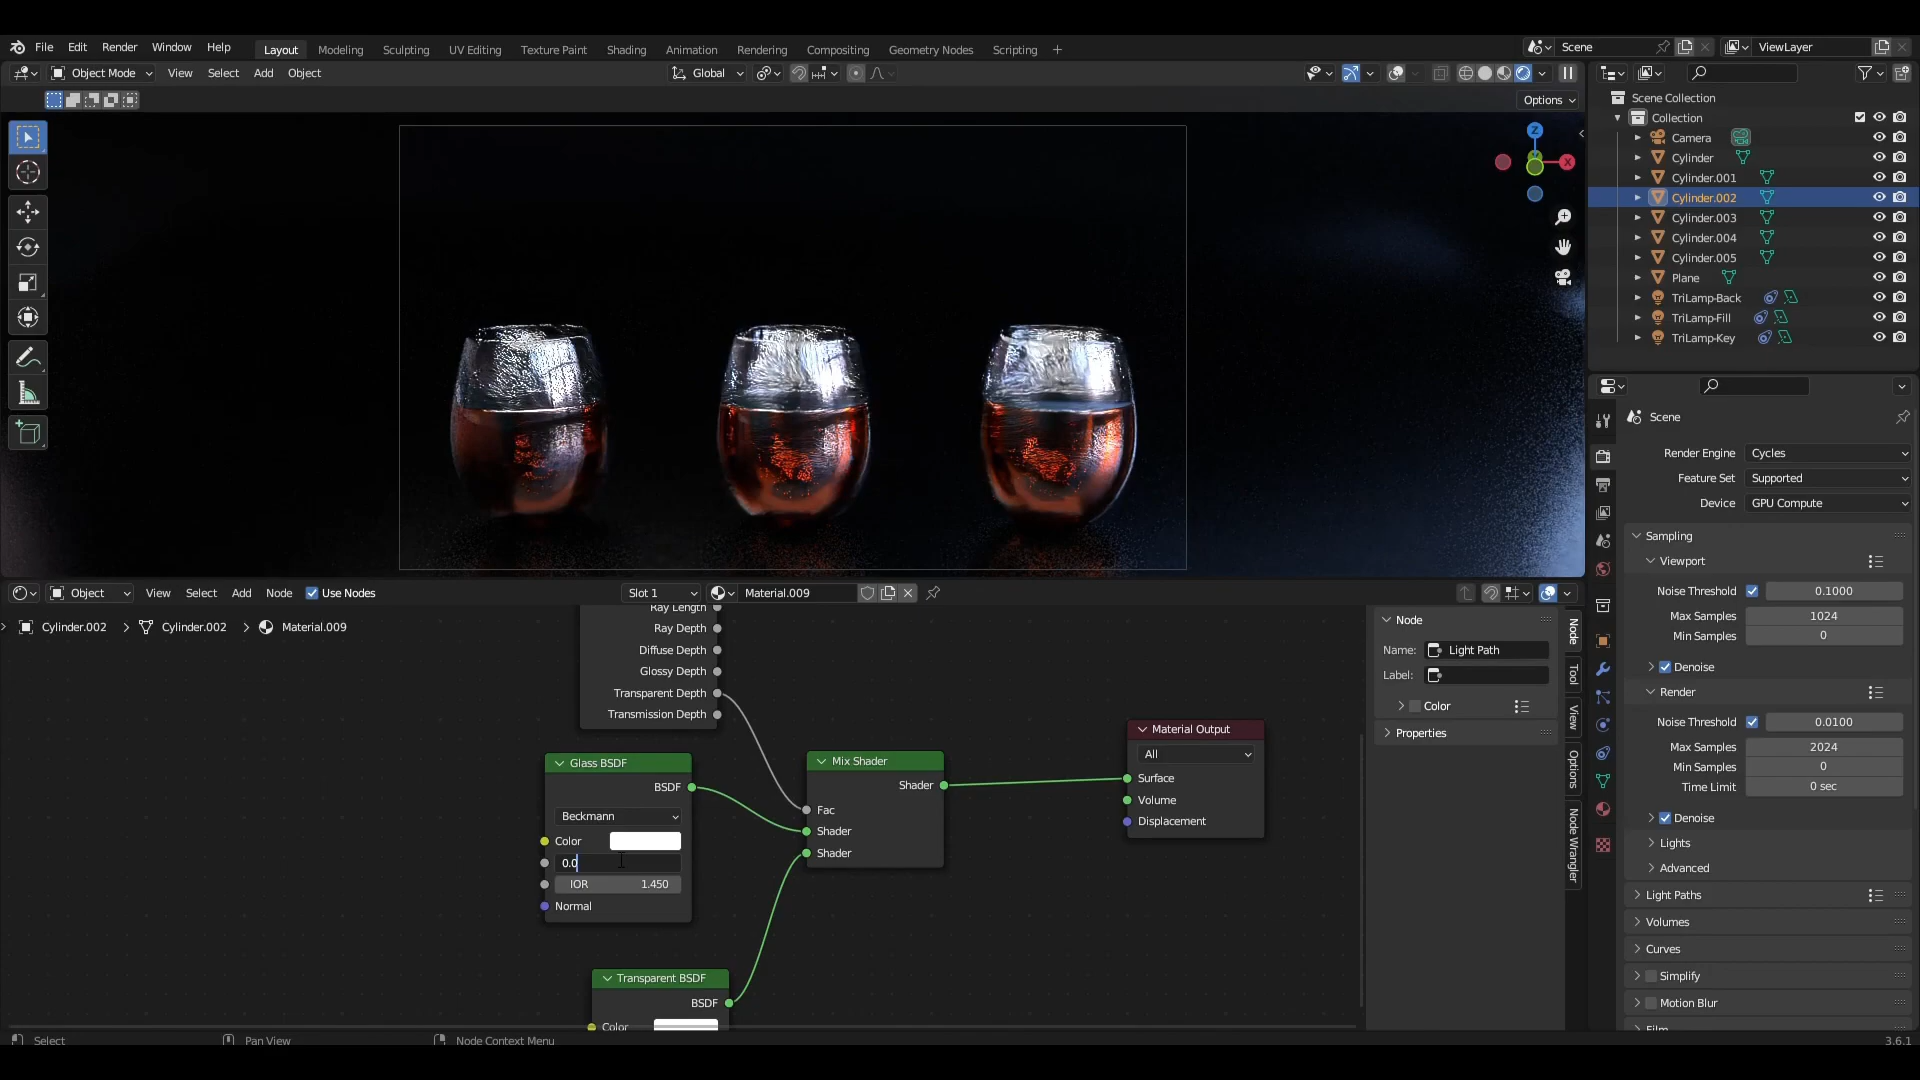 File Edit Render Window Help
Layout Modeling Sculpting UV Editing Texture Paint Shading Animation Rendering Compositing Geometry Nodes Scripting
Scene
ViewLayer
Object Mode View Select Add Object
Global
Options
Z
X
Scene Collection
Collection
Camera
Cylinder
Cylinder.001
Cylinder.002
Cylinder.003
Cylinder.004
Cylinder.005
Plane
TriLamp-Back
TriLamp-Fill
TriLamp-Key
Scene
Render Engine Cycles
Feature Set Supported
Device GPU Compute
Sampling
Viewport
Noise Threshold 0.1000
Max Samples 1024
Min Samples 0
Denoise
Render
Noise Threshold 0.0100
Max Samples 2024
Min Samples 0
Time Limit 0 sec
Denoise
Lights
Advanced
Light Paths
Volumes
Curves
Simplify
Motion Blur
Film
Object View Select Add Node Use Nodes Slot 1 Material.009
Cylinder.002 > Cylinder.002 > Material.009
Ray Length
Ray Depth
Diffuse Depth
Glossy Depth
Transparent Depth
Transmission Depth
Glass BSDF
BSDF
Beckmann
Color
0.0
IOR 1.450
Normal
Mix Shader
Shader
Fac
Shader
Shader
Material Output
All
Surface
Volume
Displacement
Transparent BSDF
BSDF
Color
Node
Name: Light Path
Label:
Color
Properties
Node
Tool
View
Options
Node Wrangler
Select Pan View Node Context Menu 3.6.1